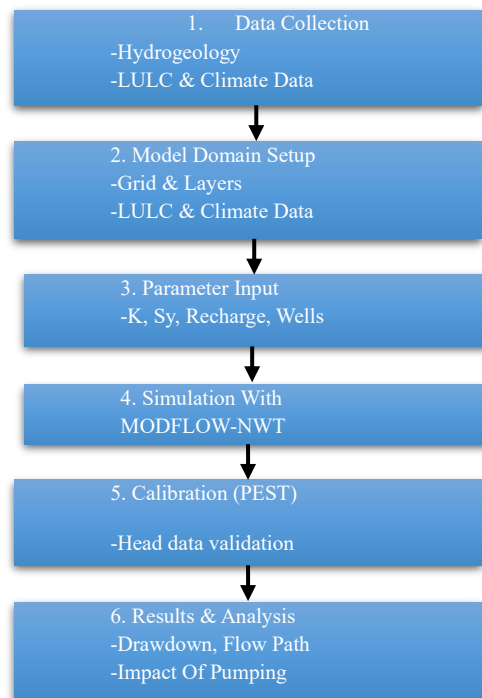 1. Data Collection
-Hydrogeology
-LULC & Climate Data
2. Model Domain Setup
-Grid & Layers
-LULC & Climate Data
3. Parameter Input
-K, Sy, Recharge, Wells
4. Simulation With
MODFLOW-NWT
5. Calibration (PEST)
-Head data validation
6. Results & Analysis
-Drawdown, Flow Path
-Impact Of Pumping